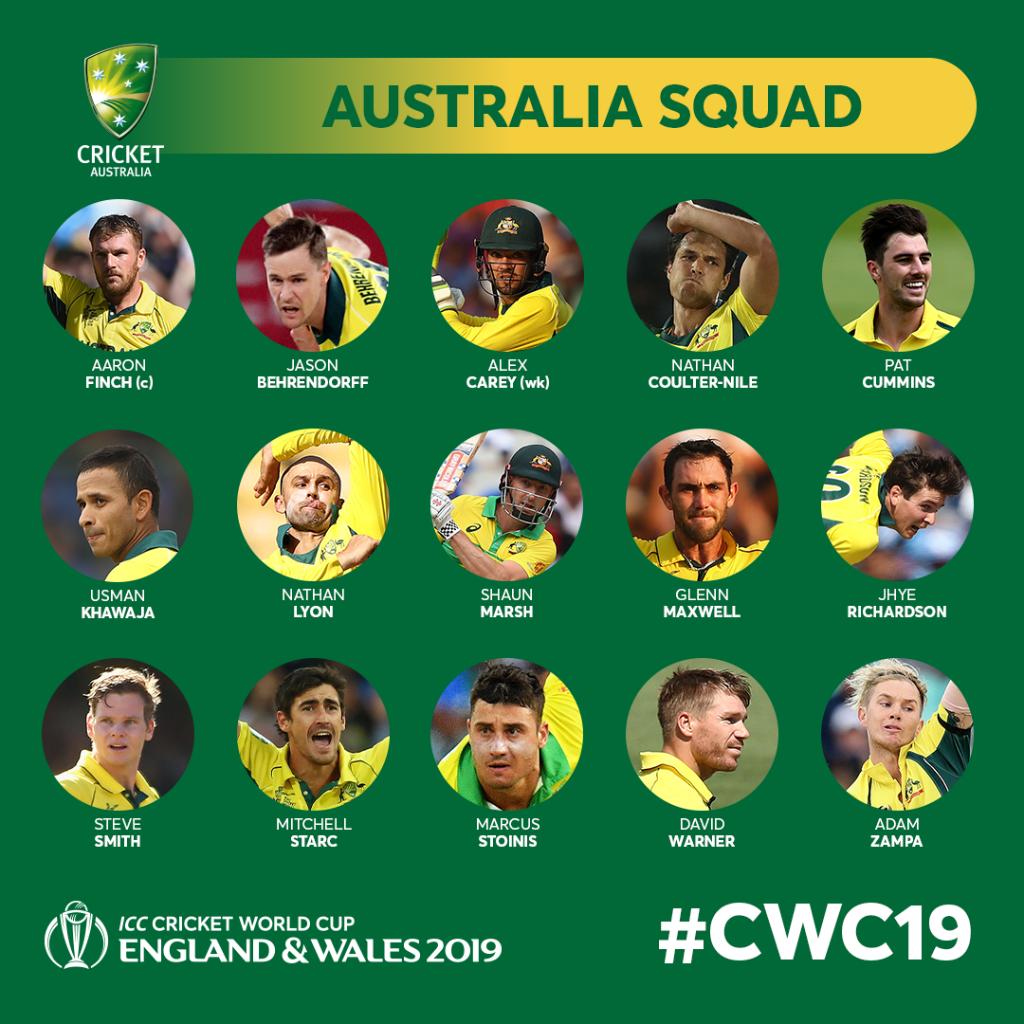 AUSTRALIA SQUAD
CRICKET
AUSTRALIA
AARON
FINCH (c)
JASON
BEHRENDORFF
ALEX
CAREY (wk)
NATHAN
COULTER-NILE
PAT
CUMMINS
USMAN
KHAWAJA
NATHAN
LYON
SHAUN
MARSH
GLENN
MAXWELL
JHYE
RICHARDSON
STEVE
SMITH
MITCHELL
STARC
MARCUS
STOINIS
DAVID
WARNER
ADAM
ZAMPA
ICC CRICKET WORLD CUP
ENGLAND & WALES 2019
#CWC19